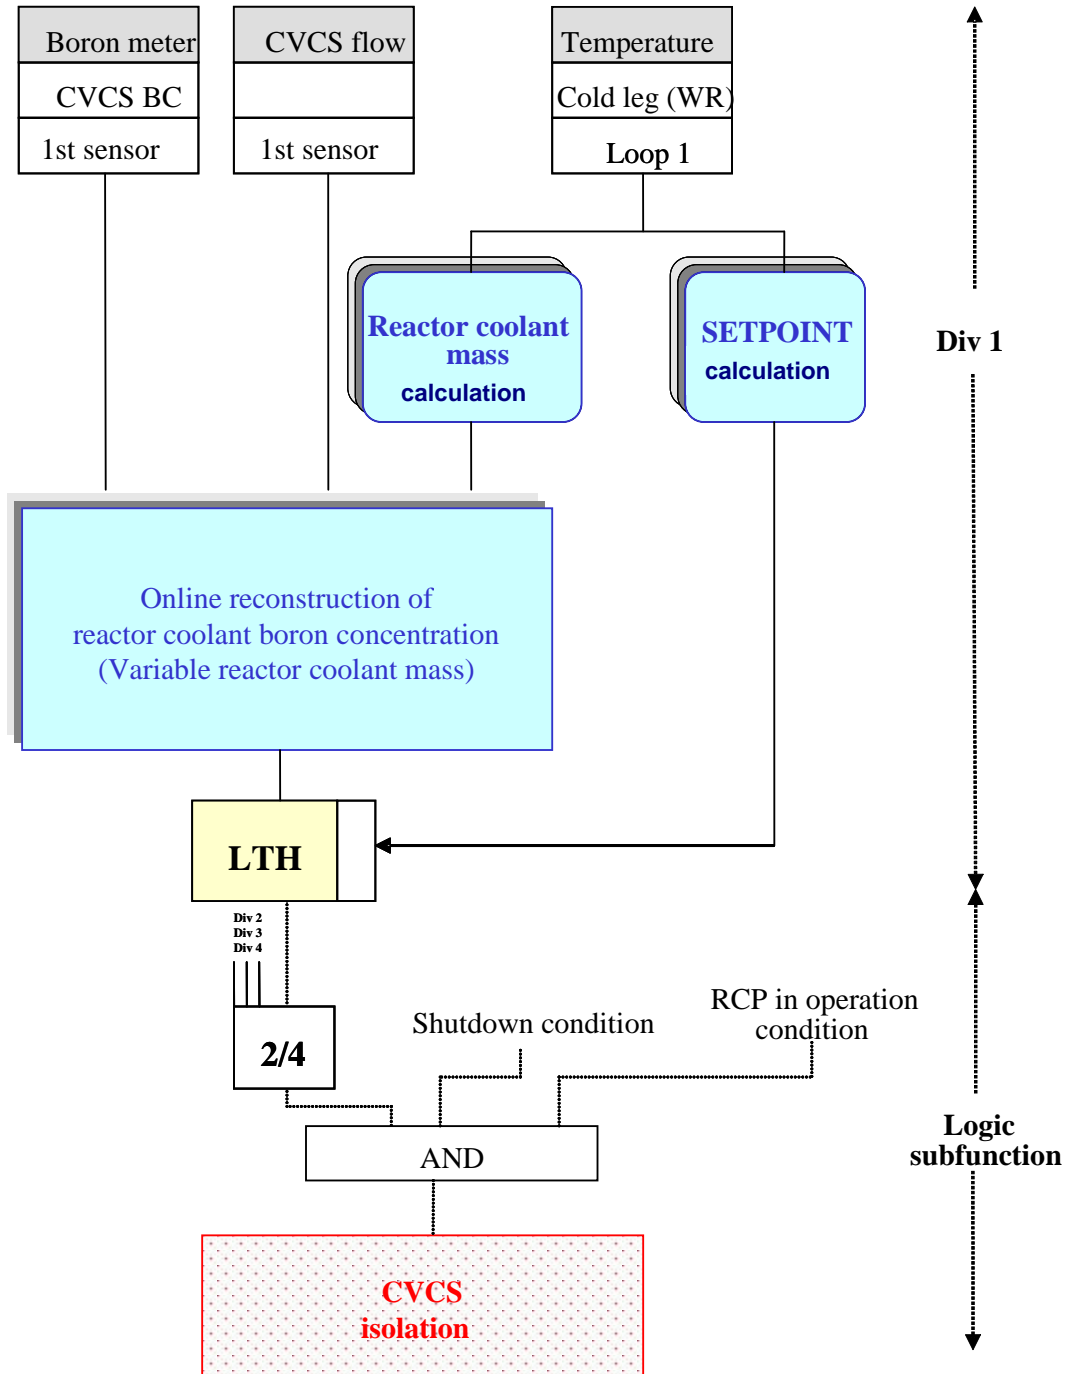 Boron meter
CVCS BC
1st sensor
CVCS flow
1st sensor
Temperature
Cold leg (WR)
Loop 1
Reactor coolant
mass
calculation
SETPOINT
calculation
Div 1
Online reconstruction of
reactor coolant boron concentration
(Variable reactor coolant mass)
LTH
Div 2
Div 3
Div 4
2/4
Shutdown condition
RCP in operation
condition
AND
Logic
subfunction
CVCS
isolation